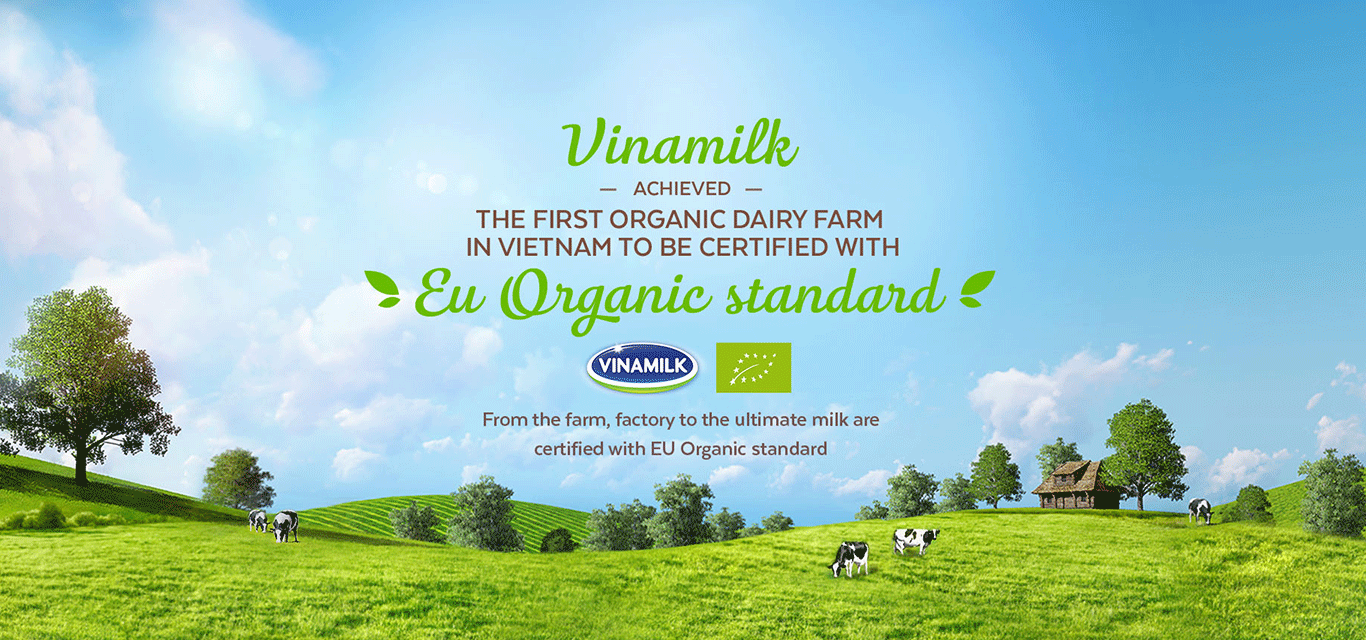 Vinamilk
— ACHIEVED —
THE FIRST ORGANIC DAIRY FARM
IN VIETNAM TO BE CERTIFIED WITH
Eu Organic standard
VINAMILK
From the farm, factory to the ultimate milk are
certified with EU Organic standard